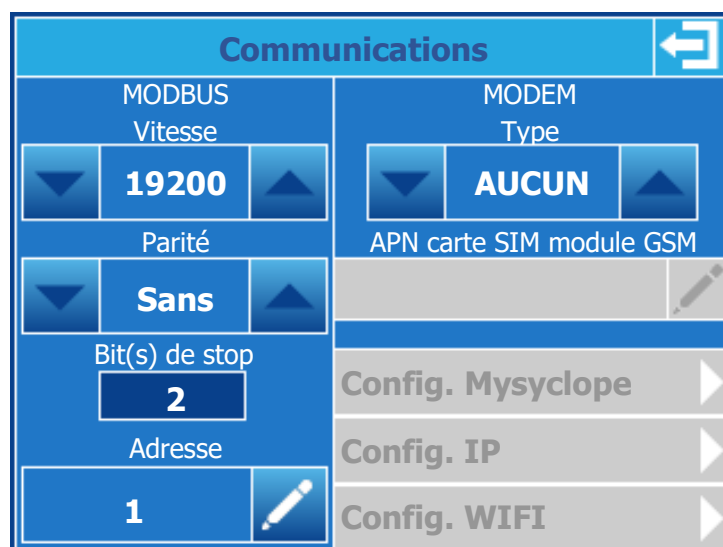 Communications
MODBUS
Vitesse
19200
Parité
Sans
Bit(s) de stop
2
Adresse
1
MODEM
Type
AUCUN
APN carte SIM module GSM
Config. Mysyclope
Config. IP
Config. WIFI